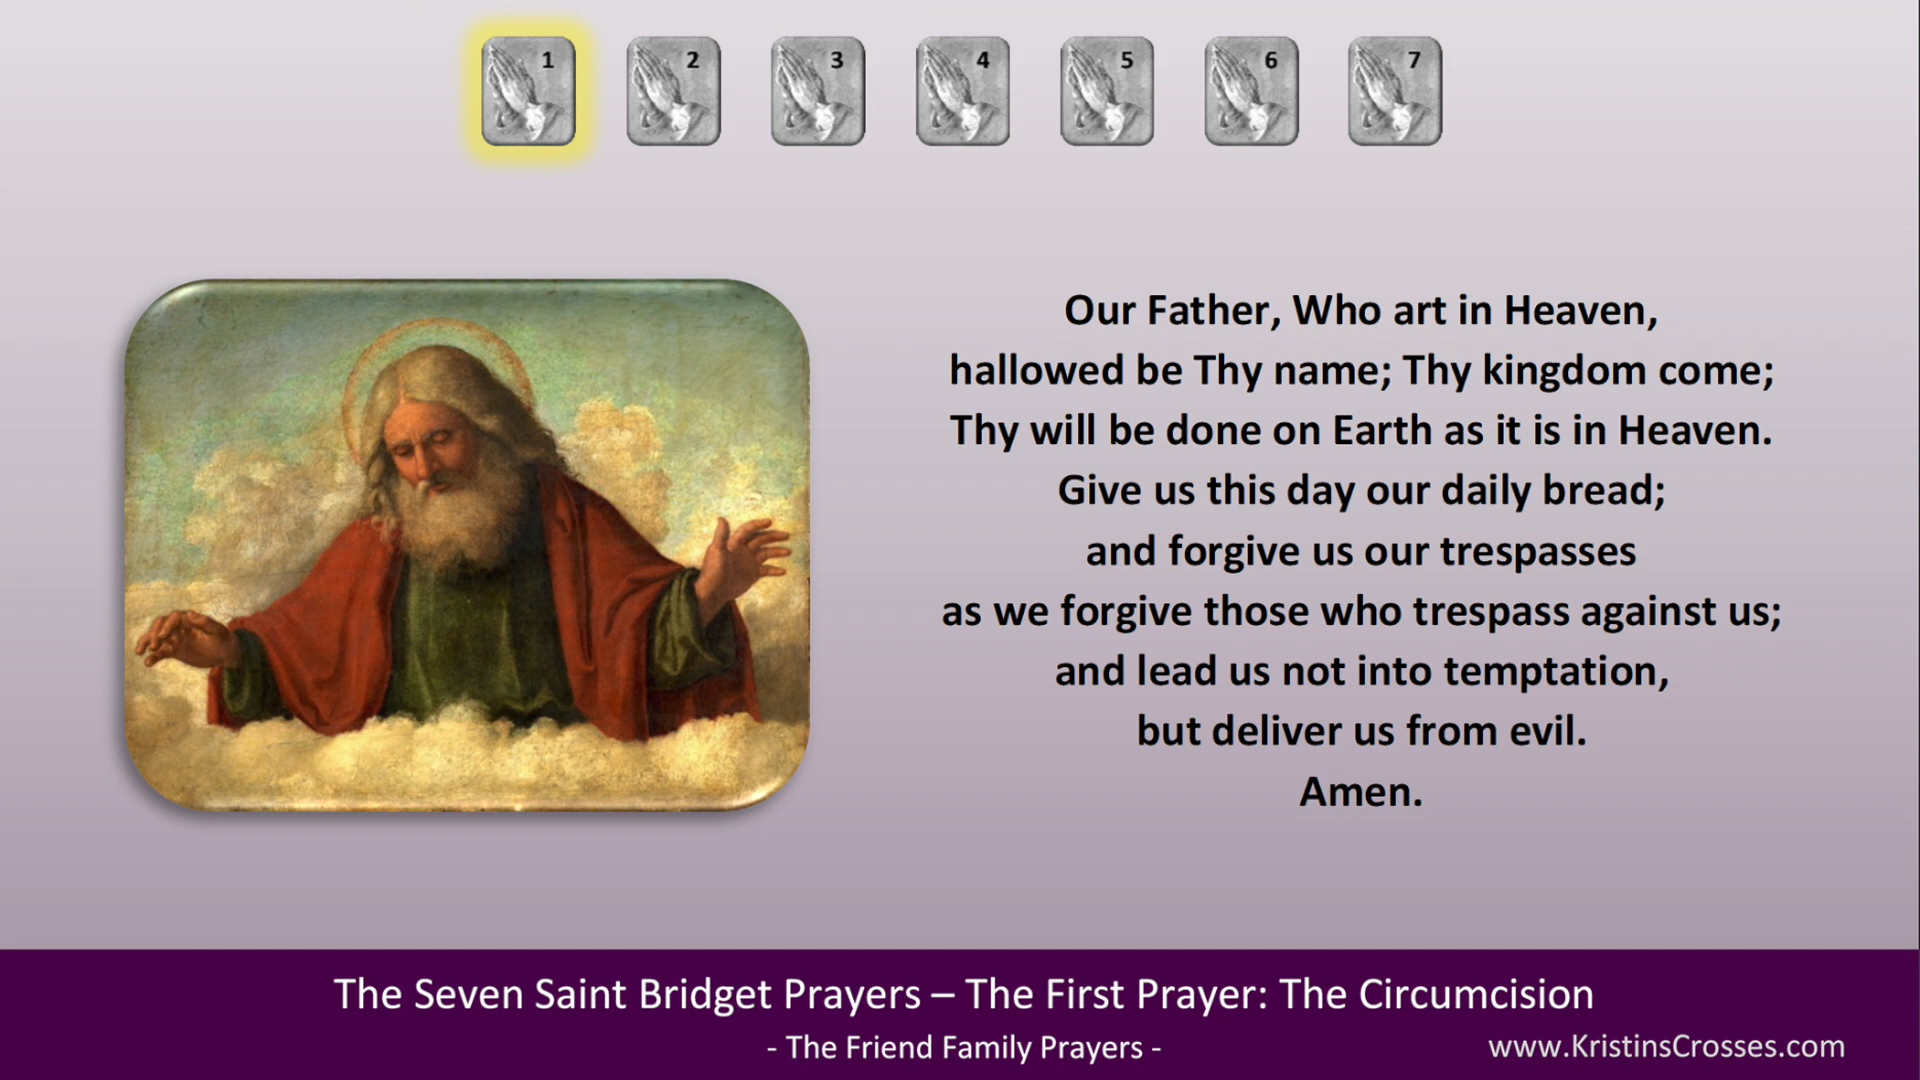 1 2 3 4 5 6 7
Our Father, Who art in Heaven,
hallowed be Thy name; Thy kingdom come;
Thy will be done on Earth as it is in Heaven.
Give us this day our daily bread;
and forgive us our trespasses
as we forgive those who trespass against us;
and lead us not into temptation,
but deliver us from evil.
Amen.
The Seven Saint Bridget Prayers – The First Prayer: The Circumcision
- The Friend Family Prayers -
www.KristinsCrosses.com